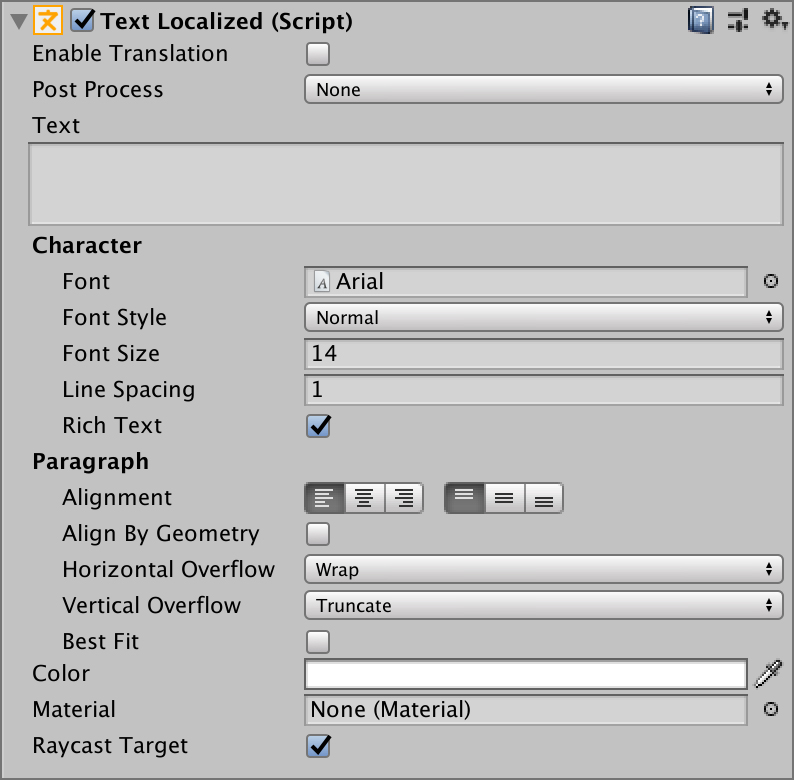 文 Text Localized (Script)
Enable Translation
Post Process None
Text
Character
Font A Arial
Font Style Normal
Font Size 14
Line Spacing 1
Rich Text
Paragraph
Alignment
Align By Geometry
Horizontal Overflow Wrap
Vertical Overflow Truncate
Best Fit
Color
Material None (Material)
Raycast Target